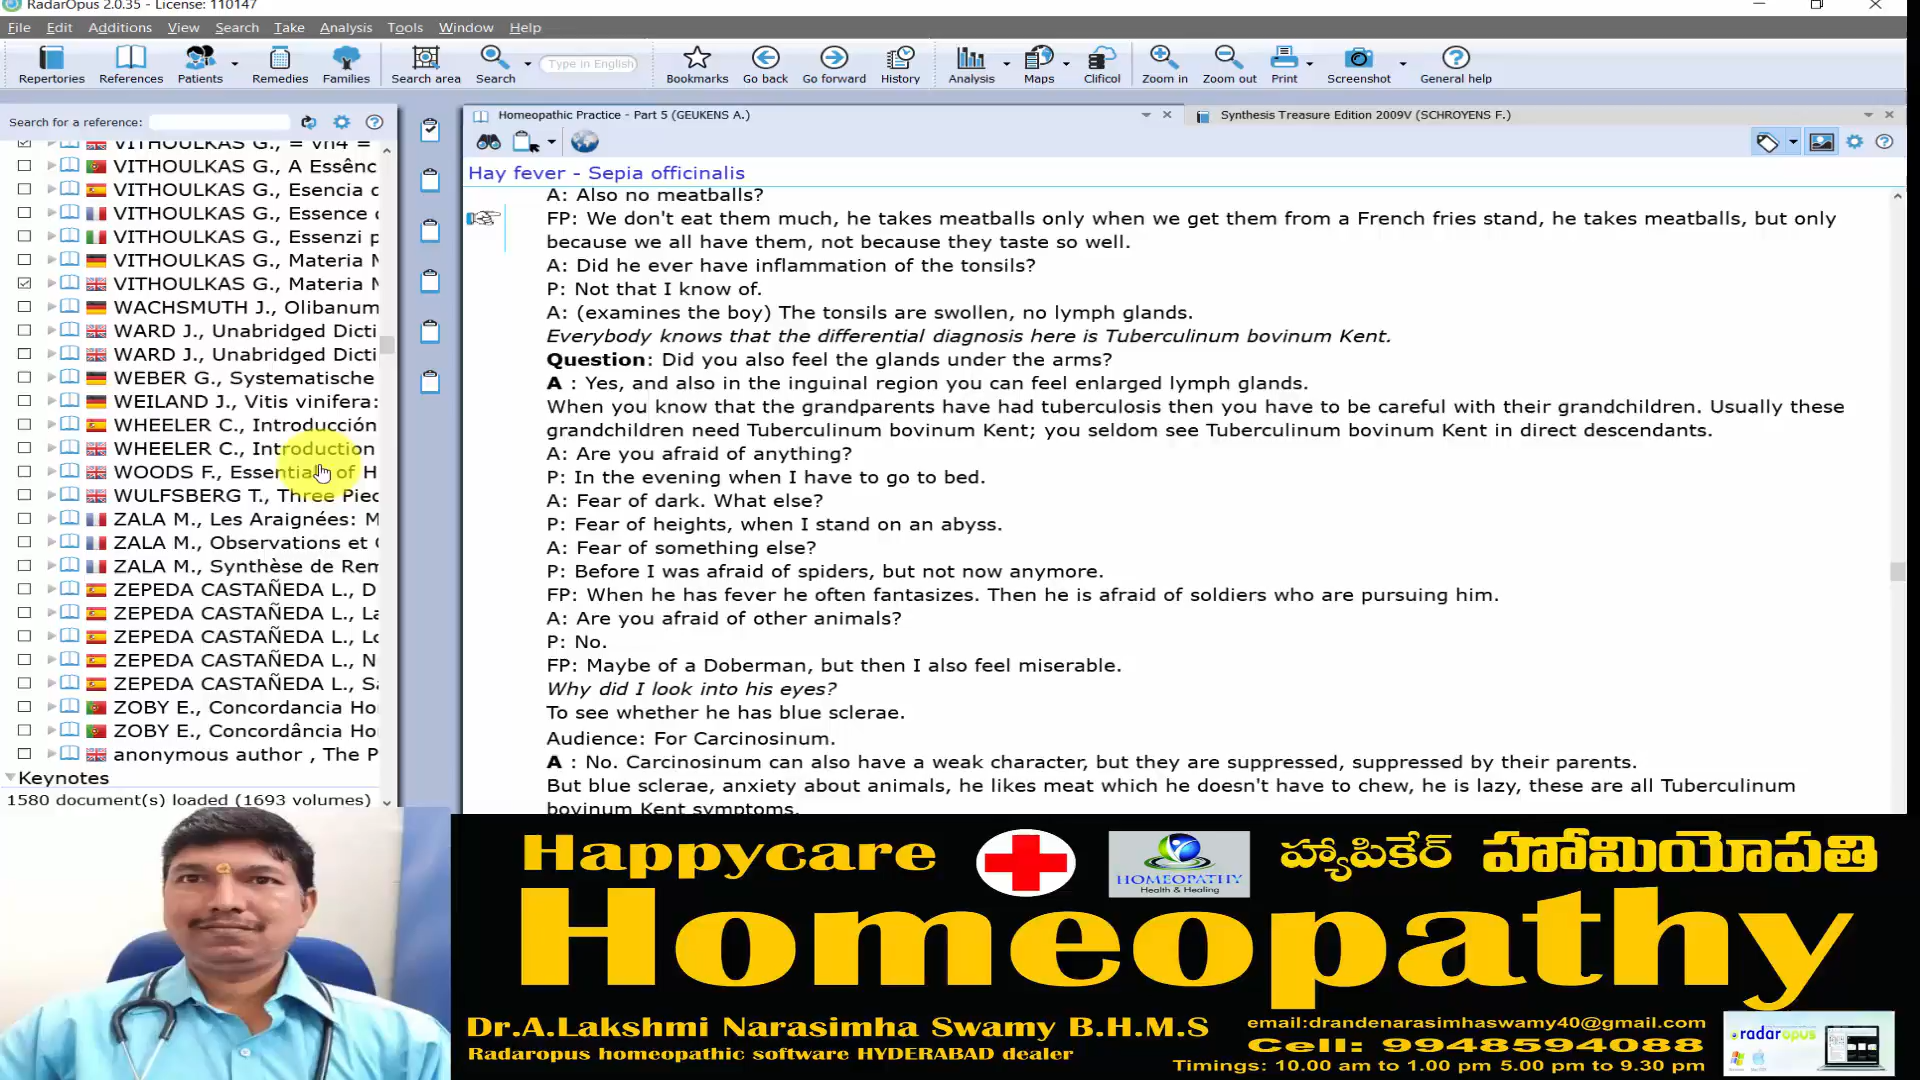 RadarOpus 2.0.35 - License: 110147
File Edit Additions View Search Take Analysis Tools Window Help
Repertories References Patients Remedies Families Search area Search Type in English Bookmarks Go back Go forward History Analysis Maps Clificol Zoom in Zoom out Print Screenshot General help
Search for a reference:
VITHOULKAS G., = vh4 =
VITHOULKAS G., A Essênc
VITHOULKAS G., Esencia
VITHOULKAS G., Essence
VITHOULKAS G., Essenzi p
VITHOULKAS G., Materia M
VITHOULKAS G., Materia M
WACHSMUTH J., Olibanum
WARD J., Unabridged Dicti
WARD J., Unabridged Dicti
WEBER G., Systematische
WEILAND J., Vitis vinifera:
WHEELER C., Introducción
WHEELER C., Introduction
WOODS F., Essentials of H
WULFSBERG T., Three Piec
ZALA M., Les Araignées: M
ZALA M., Observations et
ZALA M., Synthèse de Rem
ZEPEDA CASTAÑEDA L., D
ZEPEDA CASTAÑEDA L., La
ZEPEDA CASTAÑEDA L., Lo
ZEPEDA CASTAÑEDA L., N
ZEPEDA CASTAÑEDA L., Sa
ZOBY E., Concordancia Ho
ZOBY E., Concordância Ho
anonymous author , The P
Keynotes
1580 document(s) loaded (1693 volumes)
Homeopathic Practice - Part 5 (GEUKENS A.)
Synthesis Treasure Edition 2009V (SCHROYENS F.)
Hay fever - Sepia officinalis
A: Also no meatballs?
FP: We don't eat them much, he takes meatballs only when we get them from a French fries stand, he takes meatballs, but only
because we all have them, not because they taste so well.
A: Did he ever have inflammation of the tonsils?
P: Not that I know of.
A: (examines the boy) The tonsils are swollen, no lymph glands.
Everybody knows that the differential diagnosis here is Tuberculinum bovinum Kent.
Question: Did you also feel the glands under the arms?
A : Yes, and also in the inguinal region you can feel enlarged lymph glands.
When you know that the grandparents have had tuberculosis then you have to be careful with their grandchildren. Usually these
grandchildren need Tuberculinum bovinum Kent; you seldom see Tuberculinum bovinum Kent in direct descendants.
A: Are you afraid of anything?
P: In the evening when I have to go to bed.
A: Fear of dark. What else?
P: Fear of heights, when I stand on an abyss.
A: Fear of something else?
P: Before I was afraid of spiders, but not now anymore.
FP: When he has fever he often fantasizes. Then he is afraid of soldiers who are pursuing him.
A: Are you afraid of other animals?
P: No.
FP: Maybe of a Doberman, but then I also feel miserable.
Why did I look into his eyes?
To see whether he has blue sclerae.
Audience: For Carcinosinum.
A : No. Carcinosinum can also have a weak character, but they are suppressed, suppressed by their parents.
But blue sclerae, anxiety about animals, he likes meat which he doesn't have to chew, he is lazy, these are all Tuberculinum
bovinum Kent symptoms.
Happycare
HOMEOPATHY
Health & Healing
హ్యాపికేర్ హోమియోపతి
Homeopathy
Dr.A.Lakshmi Narasimha Swamy B.H.M.S
Radaropus homeopathic software HYDERABAD dealer
email:drandenarasimhaswamy40@gmail.com
Cell: 9948594088
Timings: 10.00 am to 1.00 pm 5.00 pm to 9.30 pm
radaropus